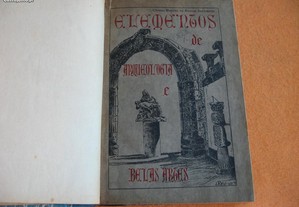 ELEMENTOS
de
ARQUEOLOGIA
e
BELAS ARTES